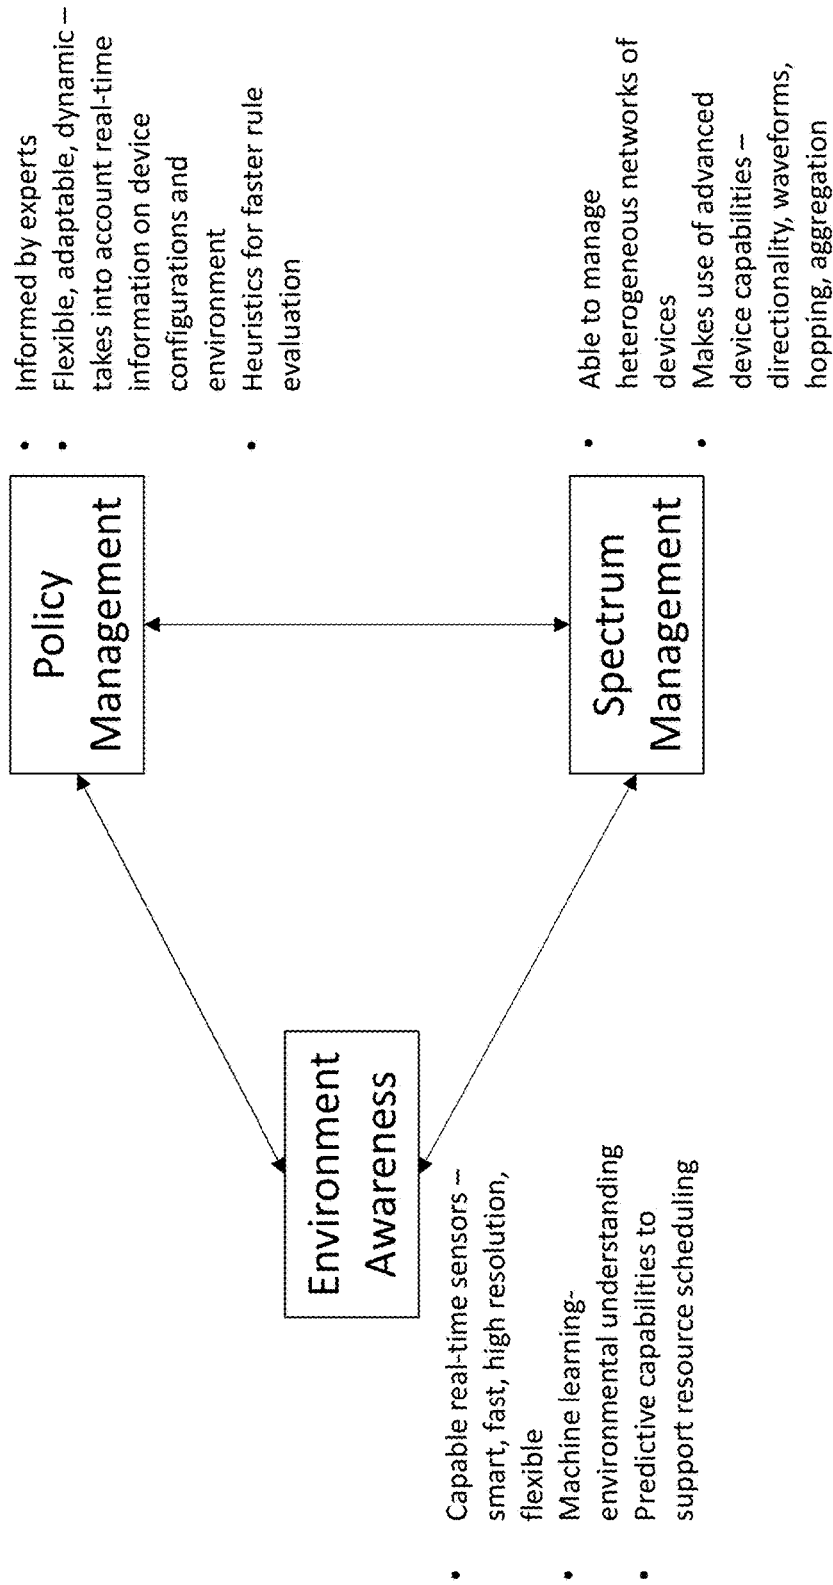 Policy
Management
• Informed by experts
• Flexible, adaptable, dynamic –
takes into account real-time
information on device
configurations and
environment
• Heuristics for faster rule
evaluation
Environment
Awareness
• Capable real-time sensors –
smart, fast, high resolution,
flexible
• Machine learning-
environmental understanding
• Predictive capabilities to
support resource scheduling
Spectrum
Management
• Able to manage
heterogeneous networks of
devices
• Makes use of advanced
device capabilities –
directionality, waveforms,
hopping, aggregation